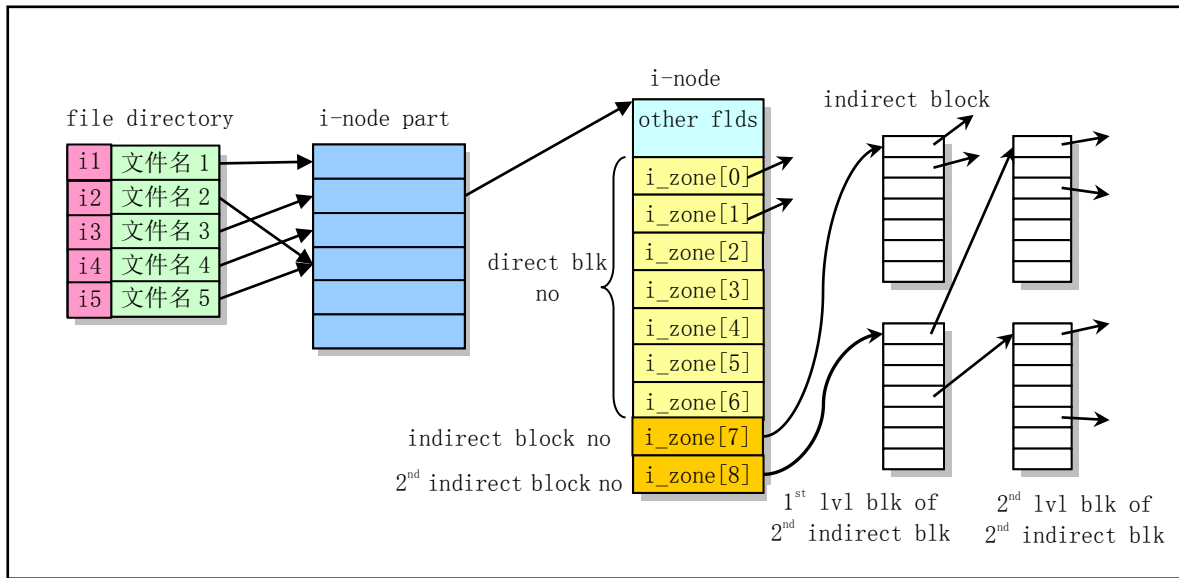 file directory
i1 文件名 1
i2 文件名 2
i3 文件名 3
i4 文件名 4
i5 文件名 5
i-node part
i-node
other flds
i_zone[0]
i_zone[1]
i_zone[2]
i_zone[3]
i_zone[4]
i_zone[5]
i_zone[6]
i_zone[7]
i_zone[8]
direct blk
no
indirect block no
2nd indirect block no
indirect block
1st lvl blk of
2nd indirect blk
2nd lvl blk of
2nd indirect blk